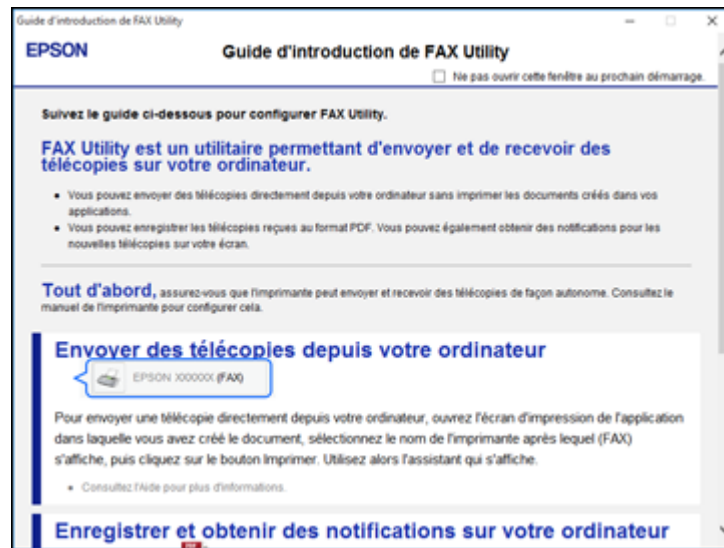 Guide d'introduction de FAX Utility
EPSON
Guide d'introduction de FAX Utility
Ne pas ouvrir cette fenêtre au prochain démarrage.
Suivez le guide ci-dessous pour configurer FAX Utility.
FAX Utility est un utilitaire permettant d'envoyer et de recevoir des
télécopies sur votre ordinateur.
• Vous pouvez envoyer des télécopies directement depuis votre ordinateur sans imprimer les documents créés dans vos
applications.
• Vous pouvez enregistrer les télécopies reçues au format PDF. Vous pouvez également obtenir des notifications pour les
nouvelles télécopies sur votre écran.
Tout d'abord, assurez-vous que l'imprimante peut envoyer et recevoir des télécopies de façon autonome. Consultez le
manuel de l'imprimante pour configurer cela.
Envoyer des télécopies depuis votre ordinateur
EPSON XXXXXX (FAX)
Pour envoyer une télécopie directement depuis votre ordinateur, ouvrez l'écran d'impression de l'application
dans laquelle vous avez créé le document, sélectionnez le nom de l'imprimante après lequel (FAX)
s'affiche, puis cliquez sur le bouton Imprimer. Utilisez alors l'assistant qui s'affiche.
• Consultez l'Aide pour plus d'informations.
Enregistrer et obtenir des notifications sur votre ordinateur